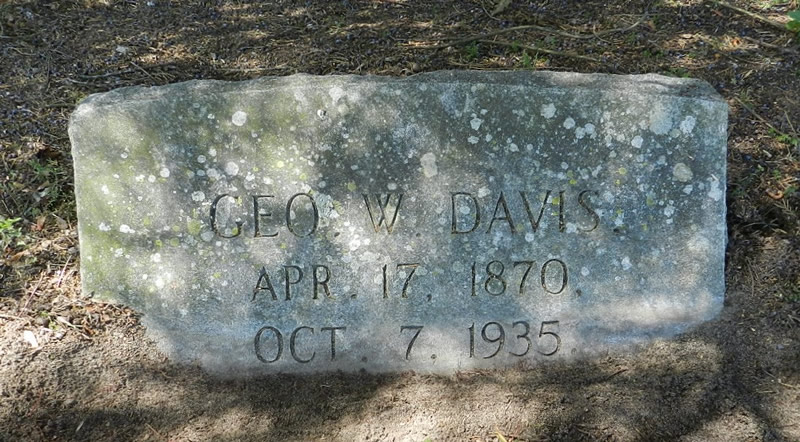 GEO. W. DAVIS.
APR. 17, 1870.
OCT. 7. 1935.